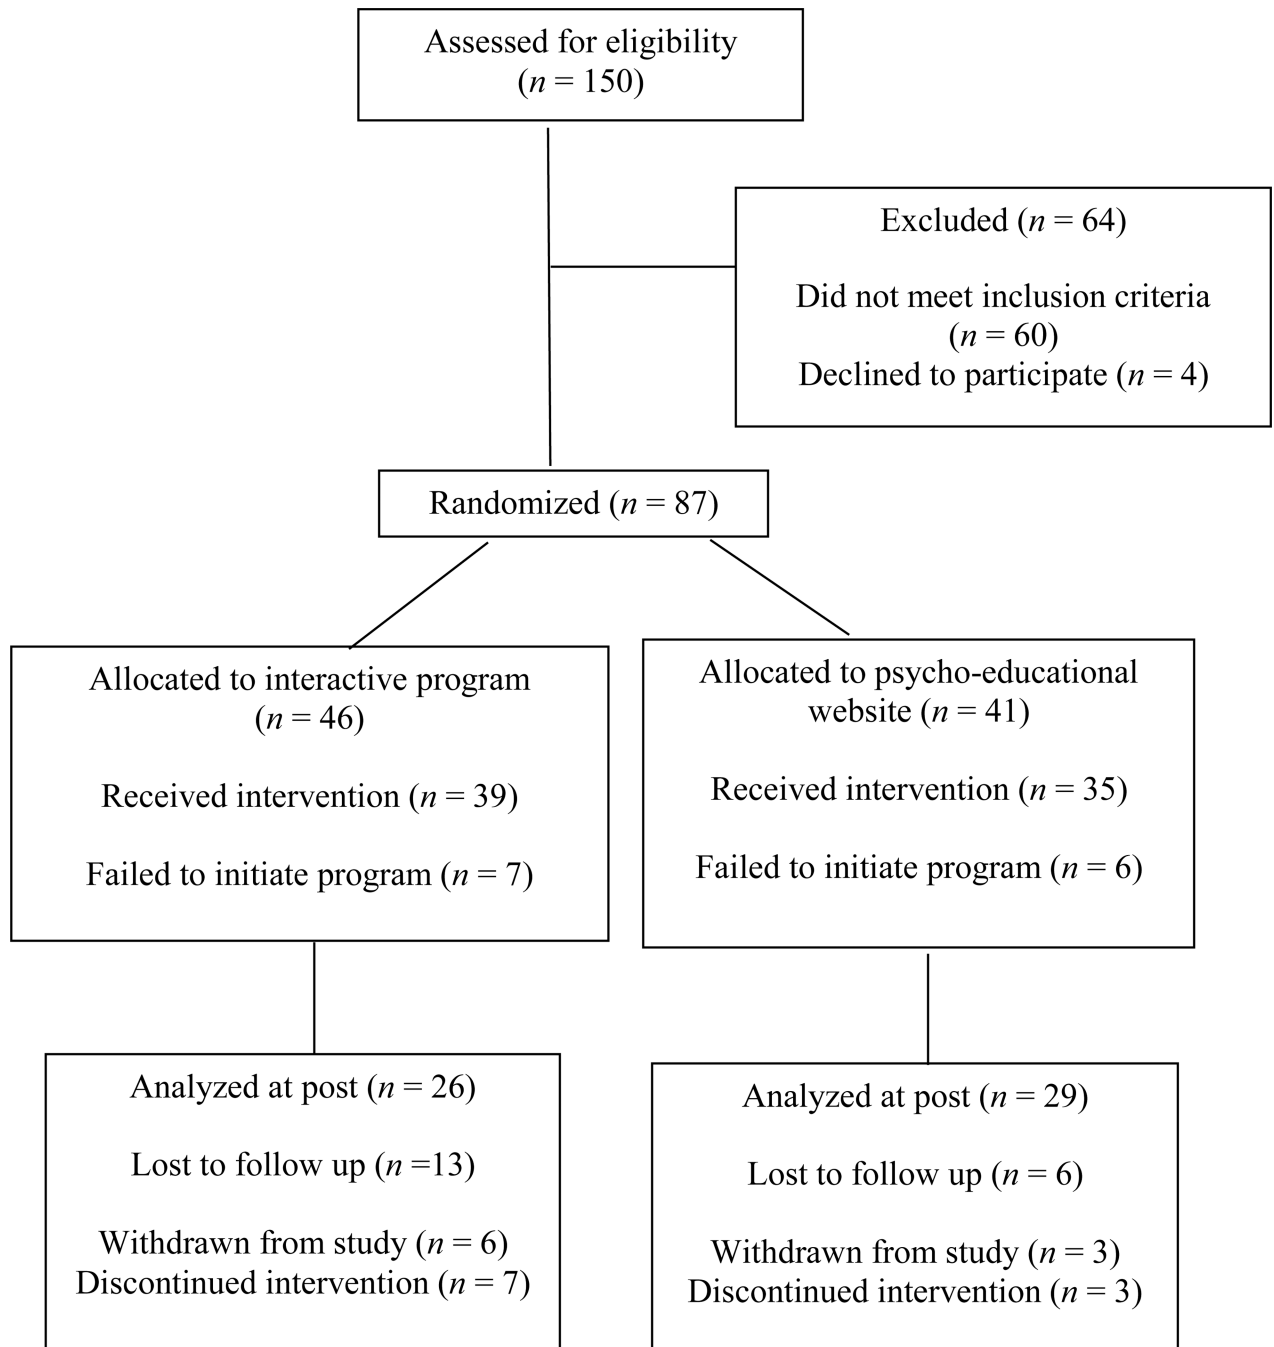 Assessed for eligibility
(n = 150)
Excluded (n = 64)
Did not meet inclusion criteria
(n = 60)
Declined to participate (n = 4)
Randomized (n = 87)
Allocated to interactive program
(n = 46)
Received intervention (n = 39)
Failed to initiate program (n = 7)
Allocated to psycho-educational
website (n = 41)
Received intervention (n = 35)
Failed to initiate program (n = 6)
Analyzed at post (n = 26)
Lost to follow up (n =13)
Withdrawn from study (n = 6)
Discontinued intervention (n = 7)
Analyzed at post (n = 29)
Lost to follow up (n = 6)
Withdrawn from study (n = 3)
Discontinued intervention (n = 3)